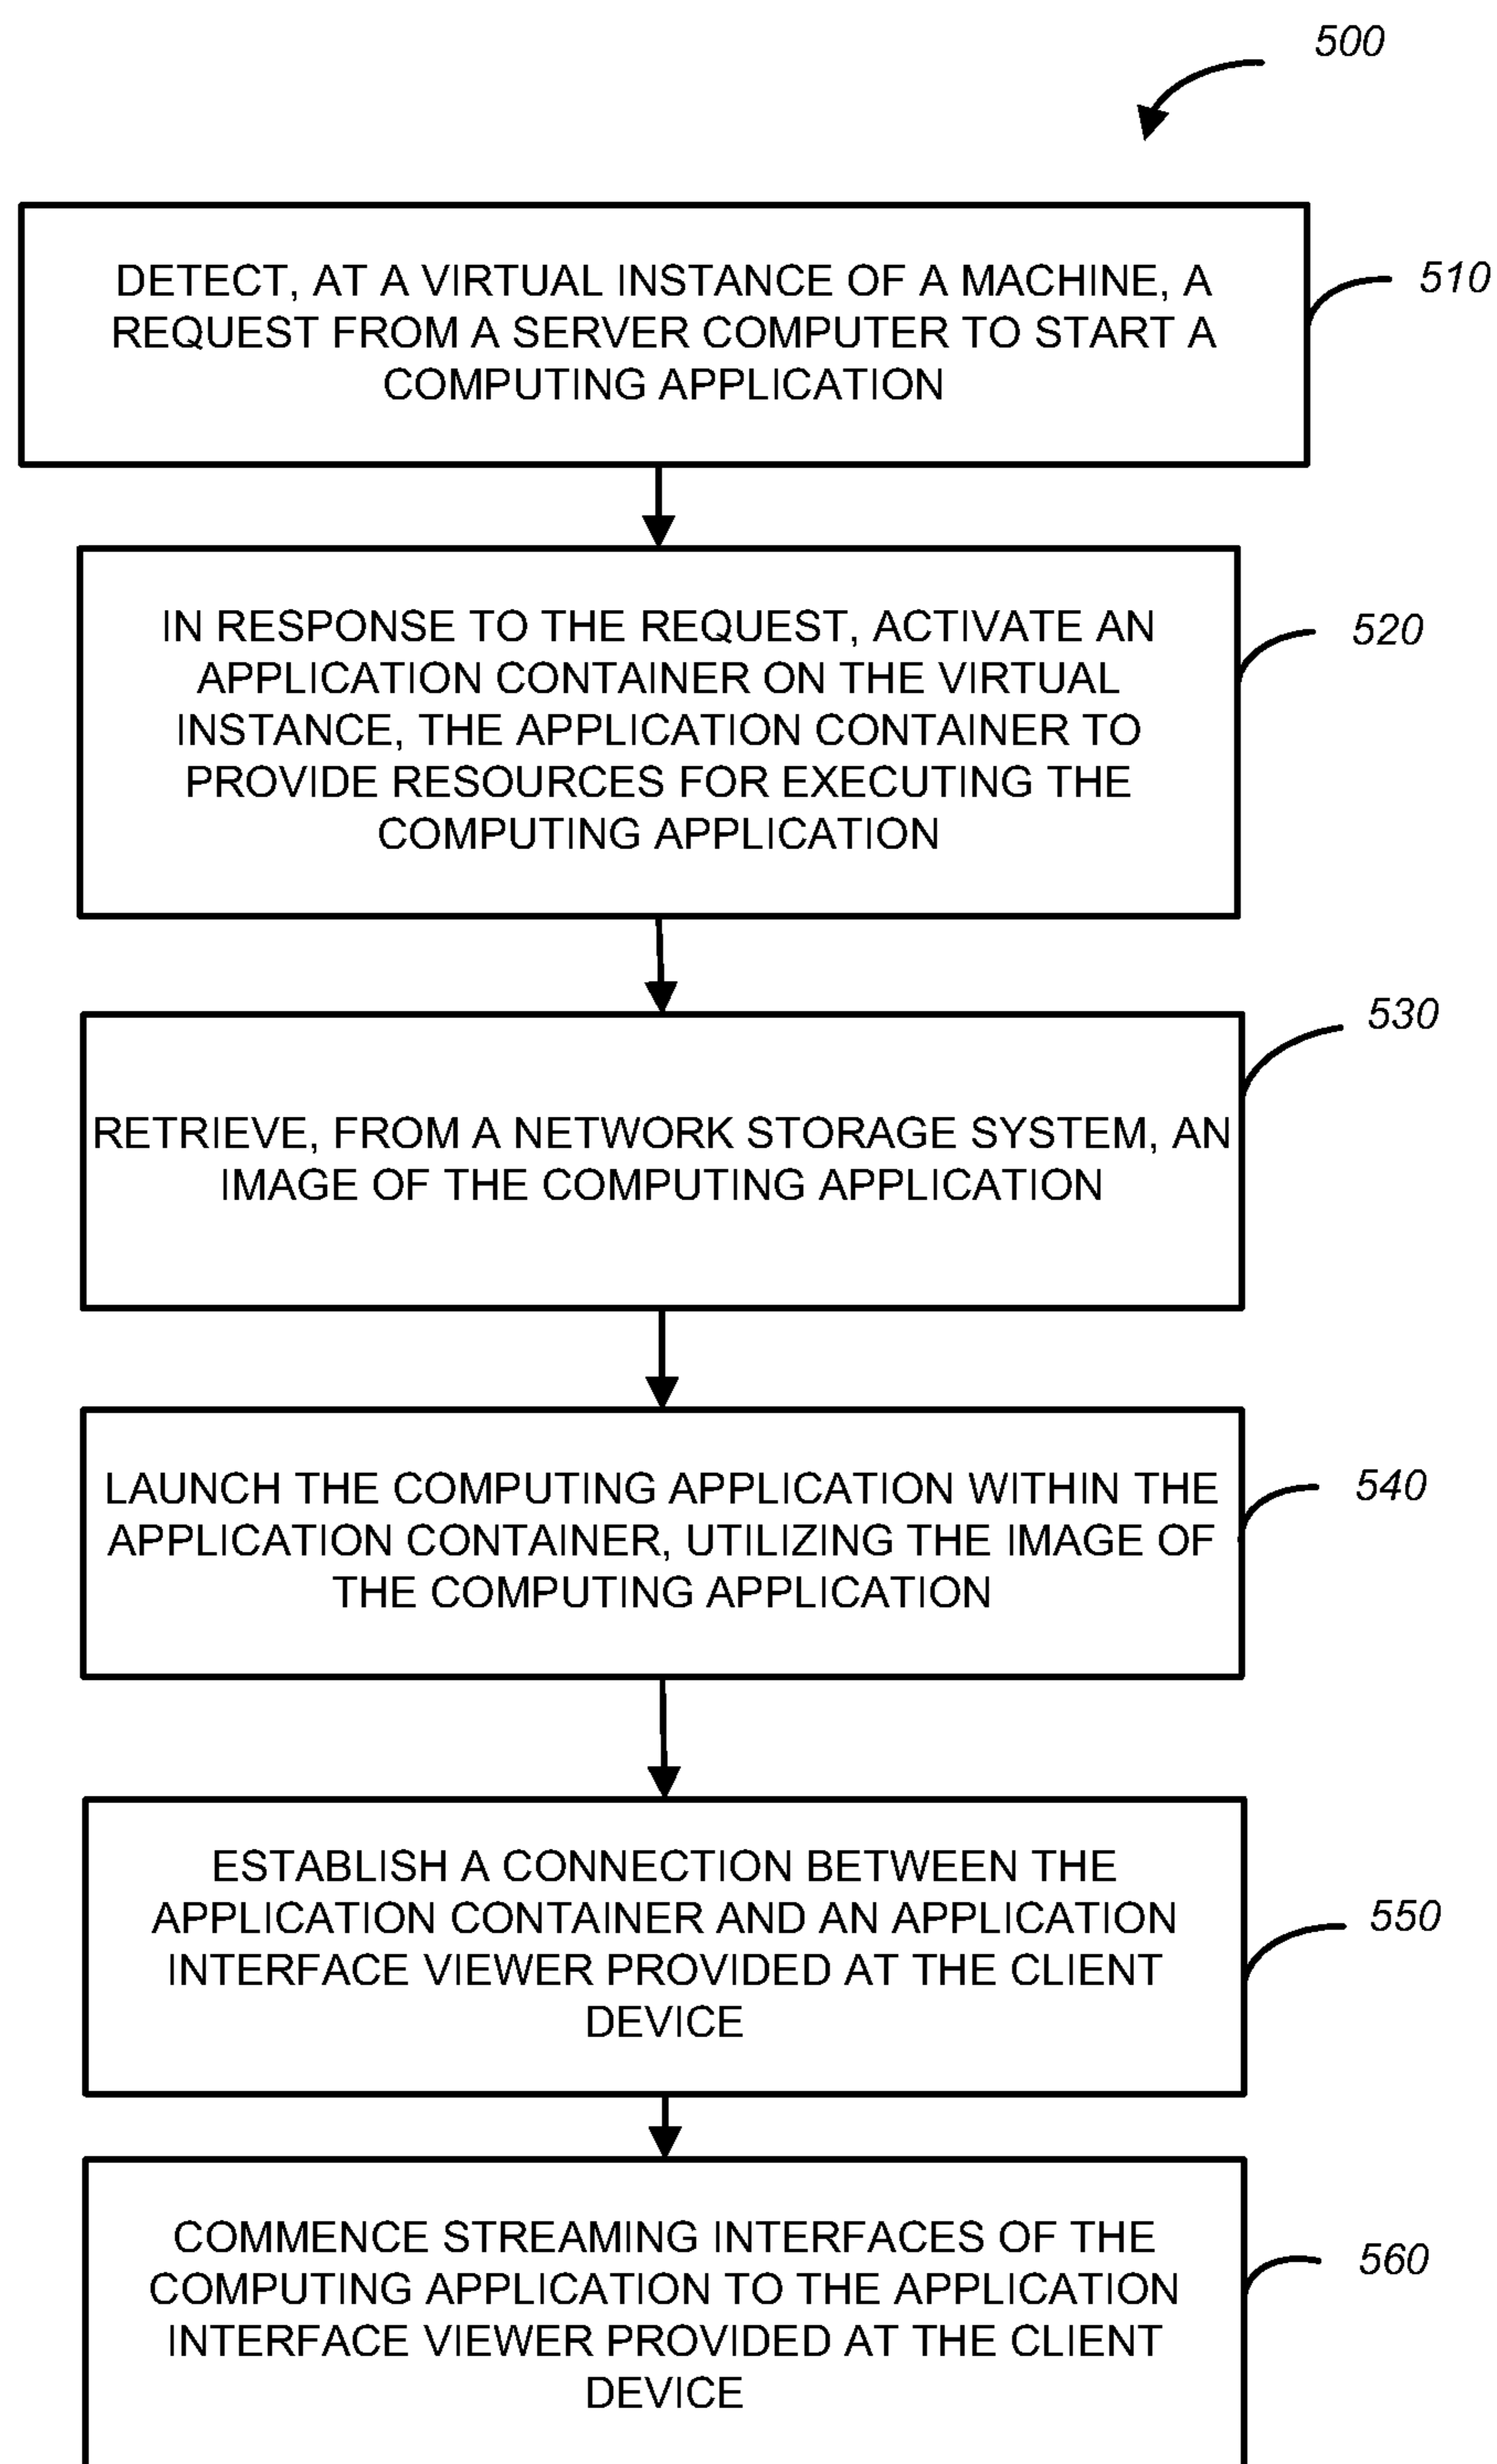 500
DETECT, AT A VIRTUAL INSTANCE OF A MACHINE, A
REQUEST FROM A SERVER COMPUTER TO START A
COMPUTING APPLICATION
510
IN RESPONSE TO THE REQUEST, ACTIVATE AN
APPLICATION CONTAINER ON THE VIRTUAL
INSTANCE, THE APPLICATION CONTAINER TO
PROVIDE RESOURCES FOR EXECUTING THE
COMPUTING APPLICATION
520
RETRIEVE, FROM A NETWORK STORAGE SYSTEM, AN
IMAGE OF THE COMPUTING APPLICATION
530
LAUNCH THE COMPUTING APPLICATION WITHIN THE
APPLICATION CONTAINER, UTILIZING THE IMAGE OF
THE COMPUTING APPLICATION
540
ESTABLISH A CONNECTION BETWEEN THE
APPLICATION CONTAINER AND AN APPLICATION
INTERFACE VIEWER PROVIDED AT THE CLIENT
DEVICE
550
COMMENCE STREAMING INTERFACES OF THE
COMPUTING APPLICATION TO THE APPLICATION
INTERFACE VIEWER PROVIDED AT THE CLIENT
DEVICE
560